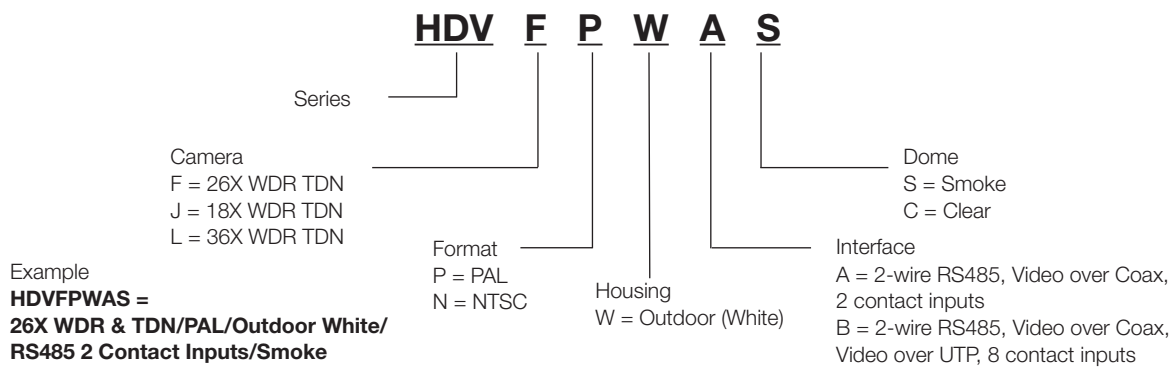 HDV F P W A S
Series
Camera
F = 26X WDR TDN
J = 18X WDR TDN
L = 36X WDR TDN
Format
P = PAL
N = NTSC
Housing
W = Outdoor (White)
Interface
A = 2-wire RS485, Video over Coax,
2 contact inputs
B = 2-wire RS485, Video over Coax,
Video over UTP, 8 contact inputs
Dome
S = Smoke
C = Clear
Example
HDVFPWAS =
26X WDR & TDN/PAL/Outdoor White/
RS485 2 Contact Inputs/Smoke